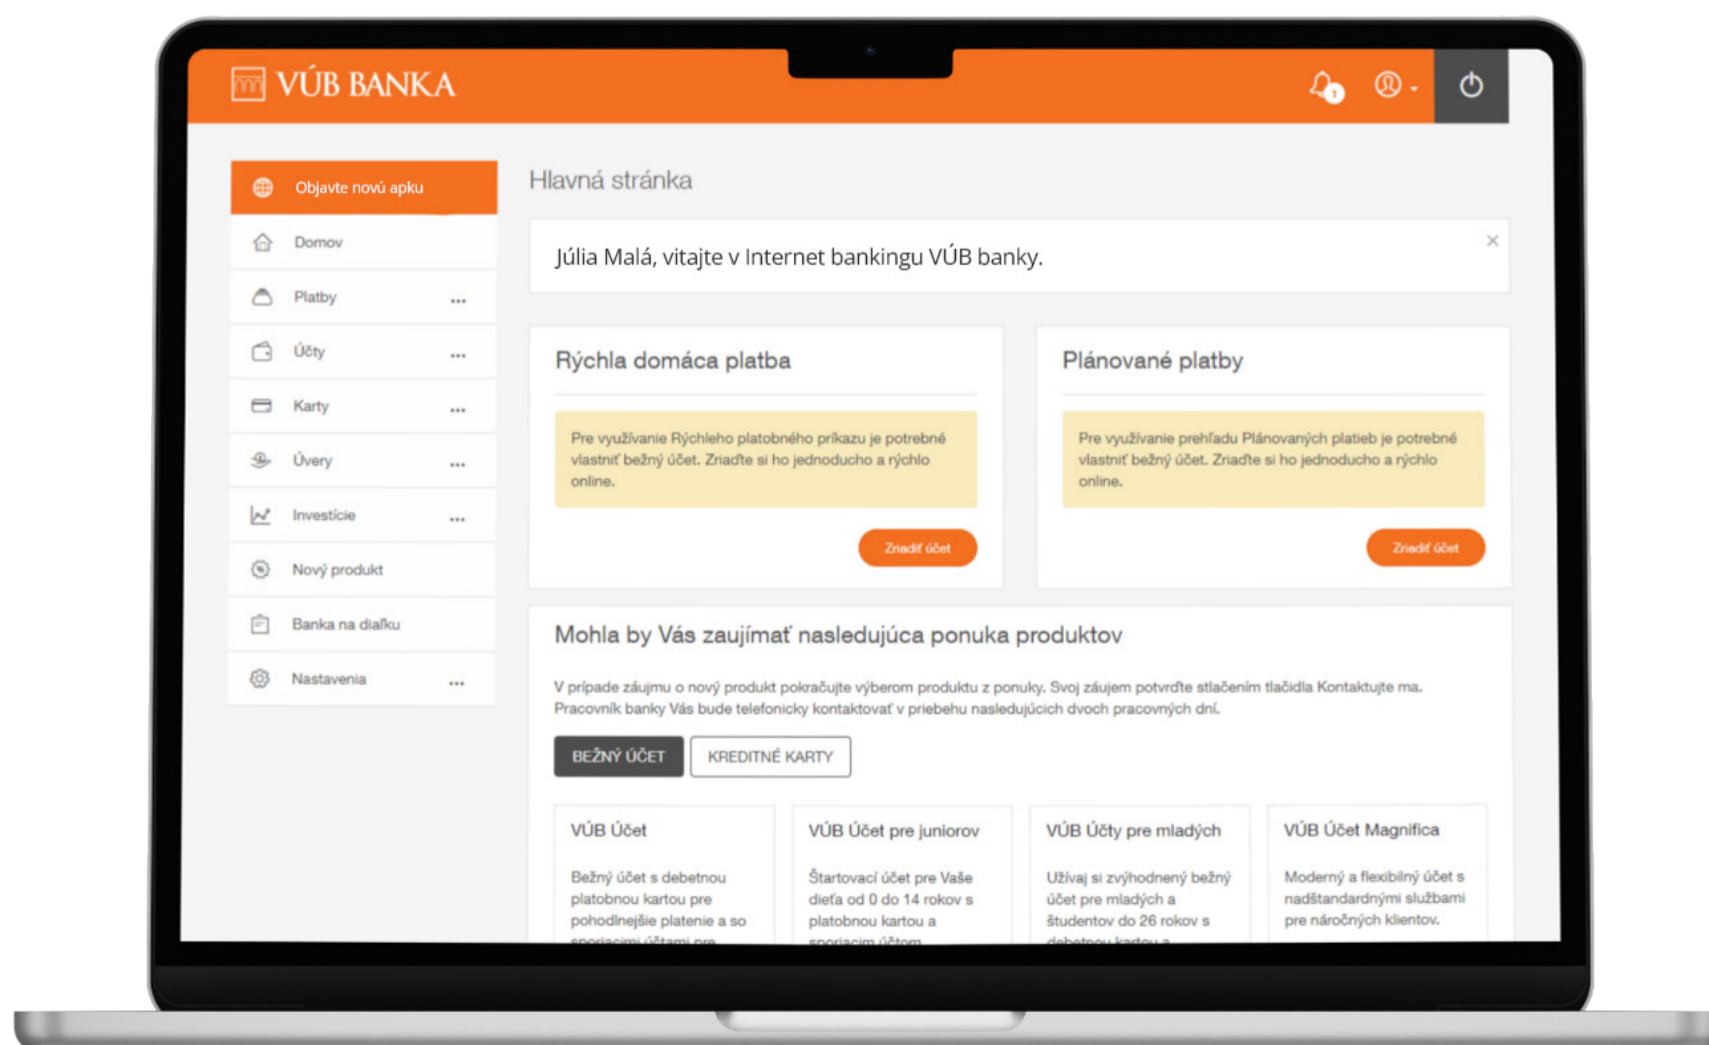 VÚB BANKA
1
Objavte novú apku
Domov
Platby
Účty
Karty
Úvery
Investície
Nový produkt
Banka na diaľku
Nastavenia
Hlavná stránka
Júlia Malá, vitajte v Internet bankingu VÚB banky.
Rýchla domáca platba
Pre využívanie Rýchleho platobného príkazu je potrebné
vlastniť bežný účet. Zriaďte si ho jednoducho a rýchlo
online.
Zriadiť účet
Plánované platby
Pre využívanie prehľadu Plánovaných platieb je potrebné
vlastniť bežný účet. Zriaďte si ho jednoducho a rýchlo
online.
Zriadiť účet
Mohla by Vás zaujímať nasledujúca ponuka produktov
V prípade záujmu o nový produkt pokračujte výberom produktu z ponuky. Svoj záujem potvrďte stlačením tlačidla Kontaktujte ma.
Pracovník banky Vás bude telefonicky kontaktovať v priebehu nasledujúcich dvoch pracovných dní.
BEŽNÝ ÚČET
KREDITNÉ KARTY
VÚB Účet
Bežný účet s debetnou
platobnou kartou pre
pohodlnejšie platenie a so
sporiacimi účtami pre
VÚB Účet pre juniorov
Štartovací účet pre Vaše
dieťa od 0 do 14 rokov s
platobnou kartou a
sporiacim účtom
VÚB Účty pre mladých
Užívaj si zvýhodnený bežný
účet pre mladých a
študentov do 26 rokov s
debetnou kartou a
VÚB Účet Magnifica
Moderný a flexibilný účet s
nadštandardnými službami
pre náročných klientov.